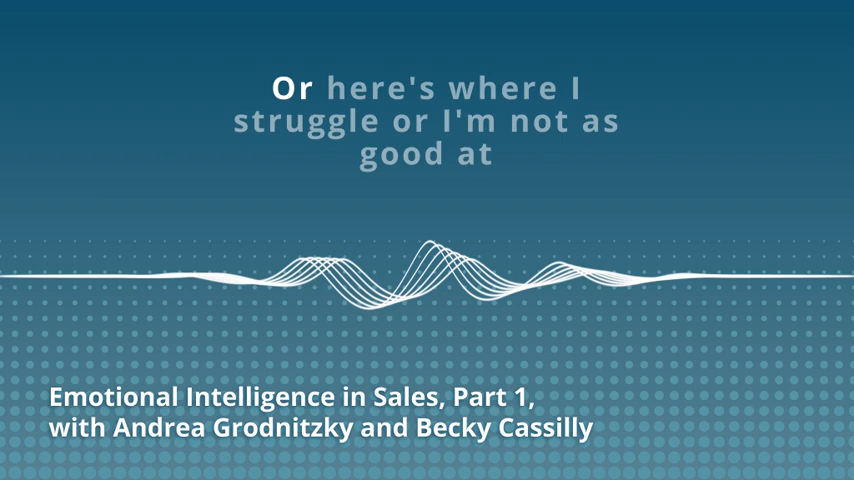 Or here's where I
struggle or I'm not as
good at
Emotional Intelligence in Sales, Part 1,
with Andrea Grodnitzky and Becky Cassilly